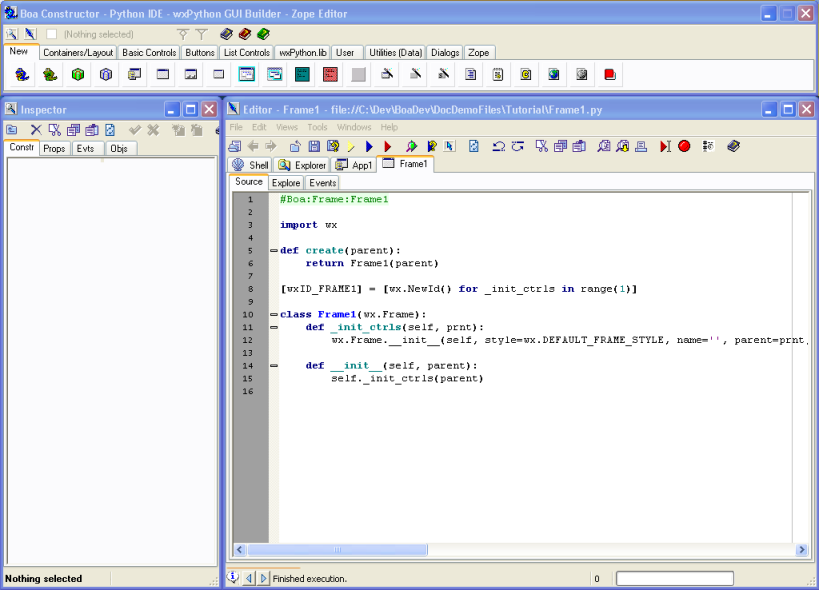 Boa Constructor - Python IDE - wxPython GUI Builder - Zope Editor
(Nothing selected)
New Containers/Layout Basic Controls Buttons List Controls wxPython.lib User Utilities (Data) Dialogs Zope
Inspector
Constr Props Evts Objs
Nothing selected
Editor - Frame1 - file://C:\Dev\BoaDev\DocDemoFiles\Tutorial\Frame1.py
File Edit Views Tools Windows Help
Shell Explorer App1 Frame1
Source Explore Events
1 #Boa:Frame:Frame1
2
3 import wx
4
5 def create(parent):
6 return Frame1(parent)
7
8 [wxID_FRAME1] = [wx.NewId() for _init_ctrls in range(1)]
9
10 class Frame1(wx.Frame):
11 def _init_ctrls(self, prnt):
12 wx.Frame.__init__(self, style=wx.DEFAULT_FRAME_STYLE, name='', parent=prnt,
13
14 def __init__(self, parent):
15 self._init_ctrls(parent)
16
Finished execution. 0